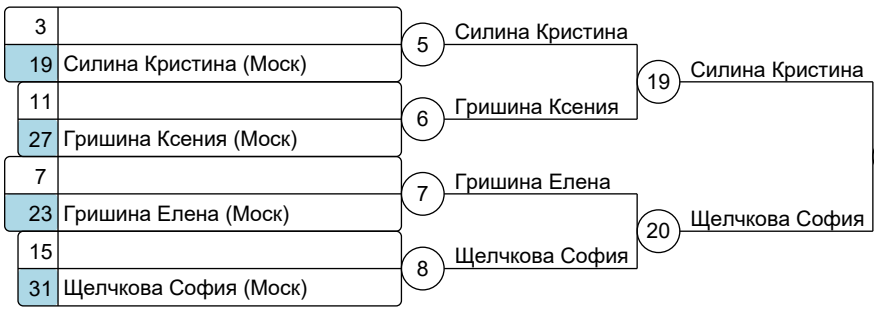 3
5
Силина Кристина
19 Силина Кристина (Моск)
19
Силина Кристина
11
6
Гришина Ксения
27 Гришина Ксения (Моск)
7
7
Гришина Елена
23 Гришина Елена (Моск)
20
Щелчкова София
15
8
Щелчкова София
31 Щелчкова София (Моск)